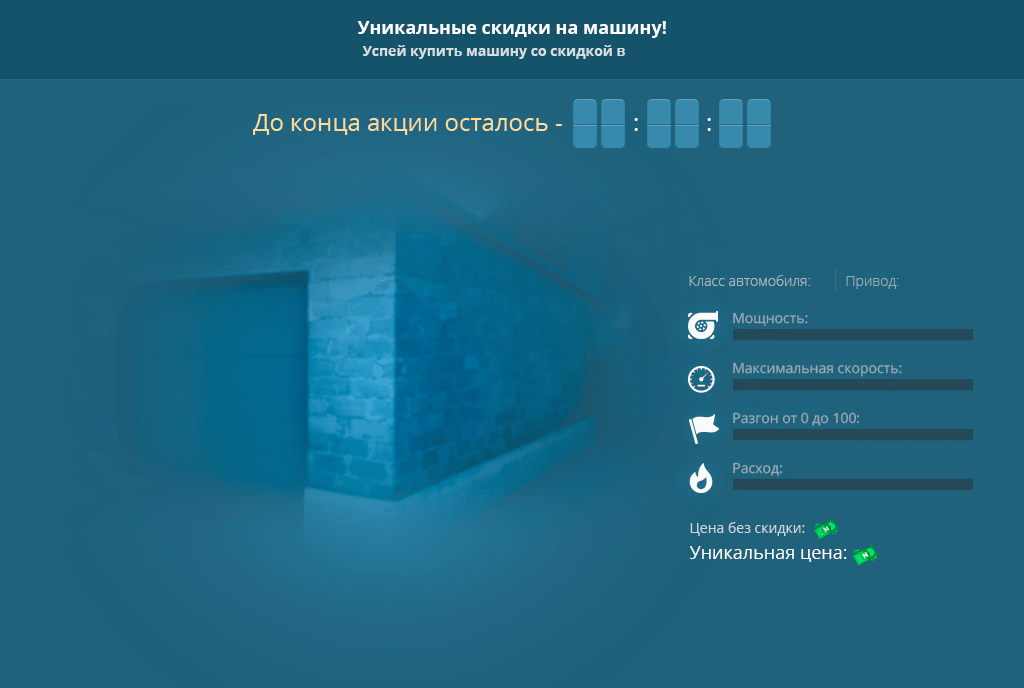 Уникальные скидки на машину!
Успей купить машину со скидкой в
До конца акции осталось - : :
Класс автомобиля: Привод:
Мощность:
Максимальная скорость:
Разгон от 0 до 100:
Расход:
Цена без скидки:
Уникальная цена: